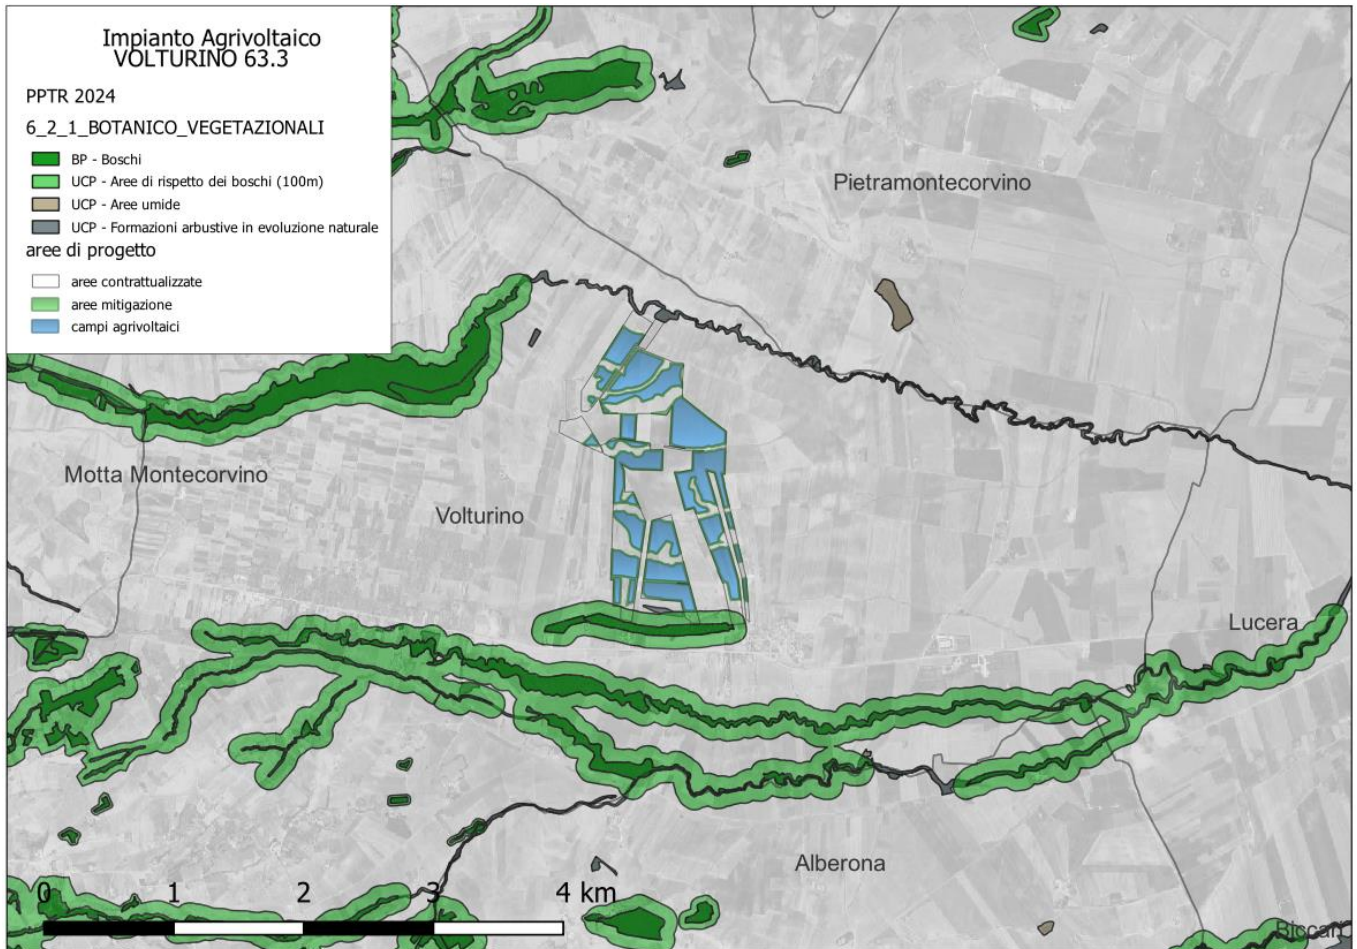 Impianto Agrivoltaico
VOLTURINO 63.3
PPTR 2024
6_2_1_BOTANICO_VEGETAZIONALI
BP - Boschi
UCP - Aree di rispetto dei boschi (100m)
UCP - Aree umide
UCP - Formazioni arbustive in evoluzione naturale
aree di progetto
aree contrattualizzate
aree mitigazione
campi agrivoltaici
Pietramontecorvino
Motta Montecorvino
Volturino
Lucera
Alberona
0 1 2 3 4 km
Biccari